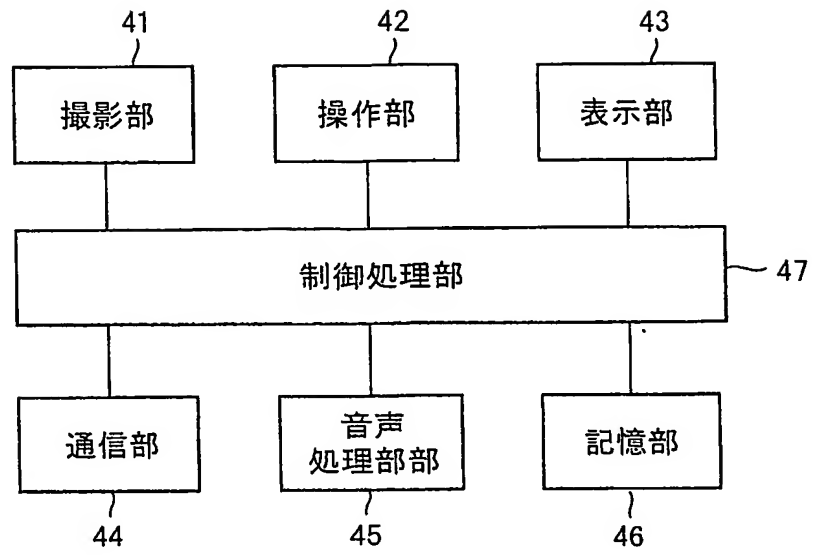 41
42
43
撮影部
操作部
表示部
制御処理部
47
通信部
音声
処理部部
記憶部
44
45
46